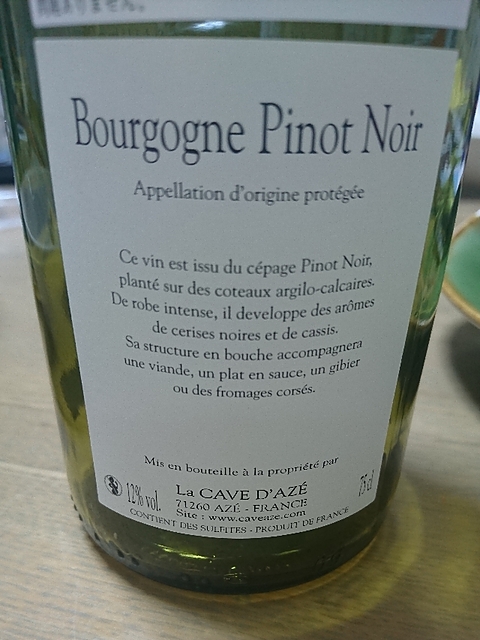 Bourgogne Pinot Noir
Appellation d'origine protégée
Ce vin est issu du cépage Pinot Noir,
planté sur des coteaux argilo-calcaires.
De robe intense, il developpe des arômes
de cerises noires et de cassis.
Sa structure en bouche accompagnera
une viande, un plat en sauce, un gibier
ou des fromages corsés.
Mis en bouteille à la propriété par
12% vol. La CAVE D'AZÉ 75 cl
71260 AZÉ - FRANCE
Site : www.caveaze.com
CONTIENT DES SULFITES - PRODUIT DE FRANCE